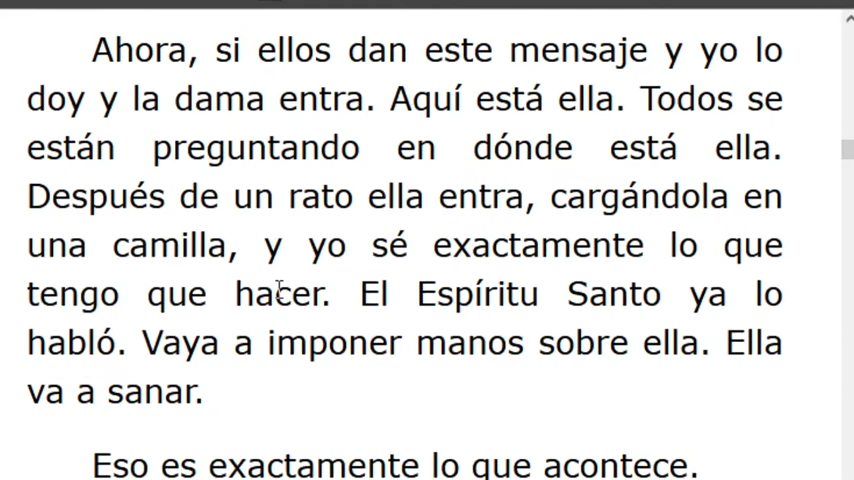 Ahora, si ellos dan este mensaje y yo lo
doy y la dama entra. Aquí está ella. Todos se
están preguntando en dónde está ella.
Después de un rato ella entra, cargándola en
una camilla, y yo sé exactamente lo que
tengo que hacer. El Espíritu Santo ya lo
habló. Vaya a imponer manos sobre ella. Ella
va a sanar.
Eso es exactamente lo que acontece.